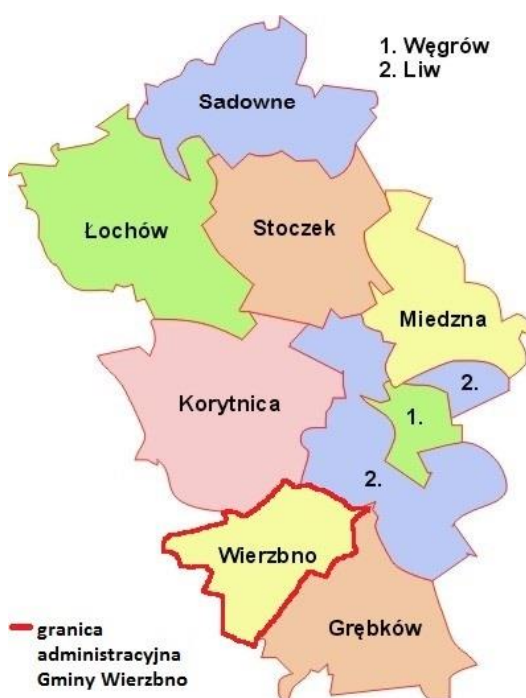 1. Węgrów
2. Liw
Sadowne
Łochów
Stoczek
Miedzna
2.
Korytnica
1.
2.
Wierzbno
granica
administracyjna
Gminy Wierzbno
Grębków